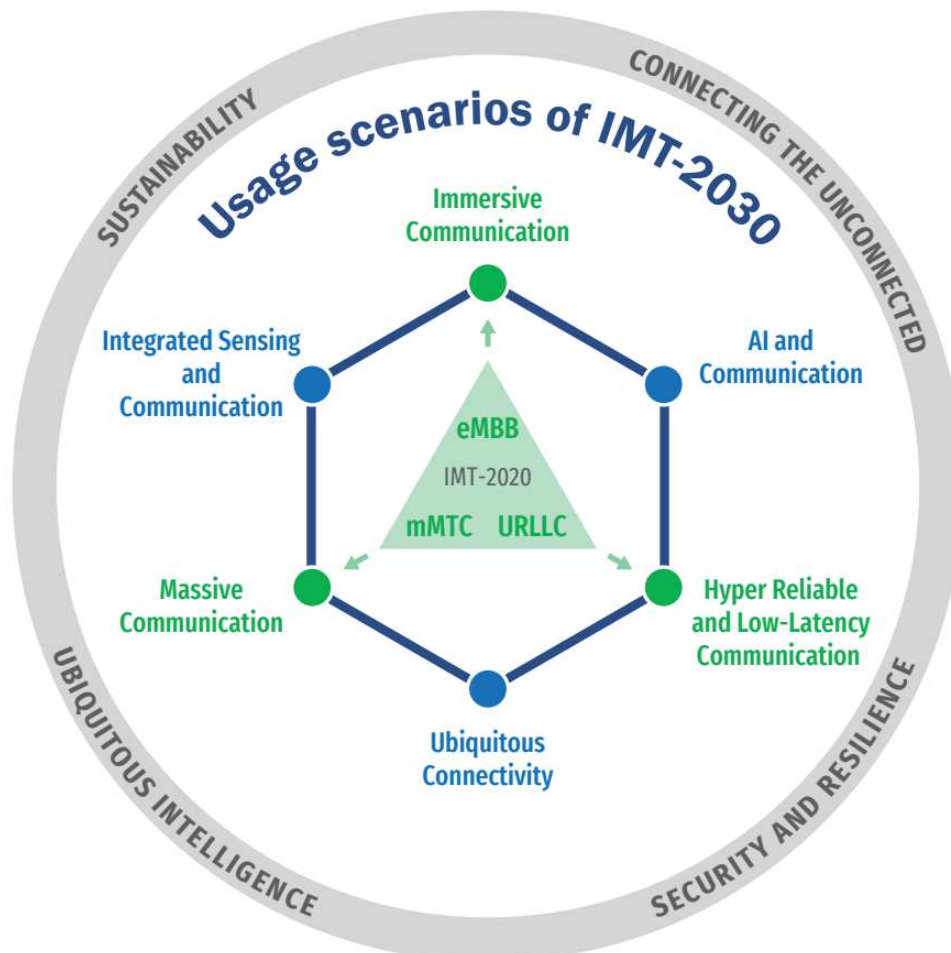 SUSTAINABILITY
CONNECTING THE UNCONNECTED
Usage scenarios of IMT-2030
Immersive
Communication
Integrated Sensing
and
Communication
AI and
Communication
eMBB
IMT-2020
mMTC URLLC
Massive
Communication
Hyper Reliable
and Low-Latency
Communication
Ubiquitous
Connectivity
UBIQUITOUS INTELLIGENCE
SECURITY AND RESILIENCE